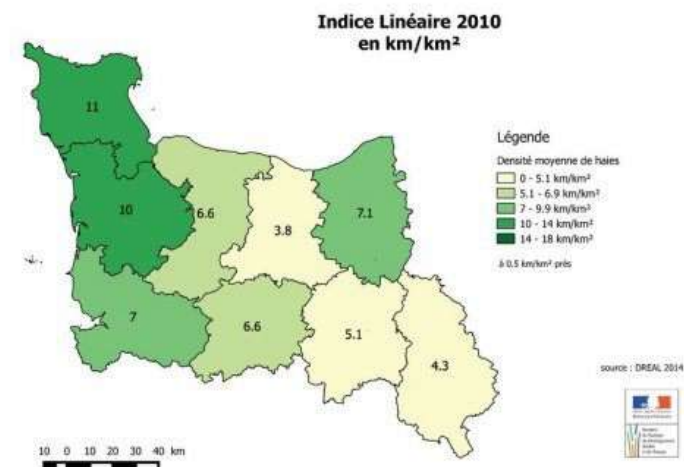 Indice Linéaire 2010
en km/km²
11
10
6.6
3.8
7.1
7
6.6
5.1
4.3
Légende
Densité moyenne de haies
0 - 5.1 km/km²
5.1 - 6.9 km/km²
7 - 9.9 km/km²
10 - 14 km/km²
14 - 18 km/km²
à 0.5 km/km² près
source : DREAL 2014
10 0 10 20 30 40 km